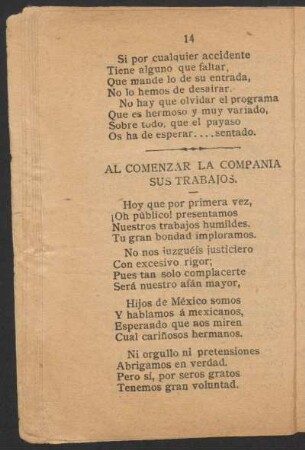 14
Si por cualquier accidente
Tiene alguno que faltar,
Que mande lo de su entrada,
No lo hemos de desairar.
No hay que olvidar el programa
Que es hermoso y muy variado,
Sobre todo, que el payaso
Os ha de esperar....sentado.
AL COMENZAR LA COMPANIA
SUS TRABAJOS.
Hoy que por primera vez,
¡Oh público! presentamos
Nuestros trabajos humildes.
Tu gran bondad imploramos.
No nos juzguéis justiciero
Con excesivo rigor;
Pues tan solo complacerte
Será nuestro afán mayor,
Hijos de México somos
Y hablamos á mexicanos,
Esperando que aos miren
Cual cariñosos hermanos.
Ni orgullo ni pretensiones
Abrigamos en verdad,
Pero sí, por seros gratos
Tenemos gran voluntad.